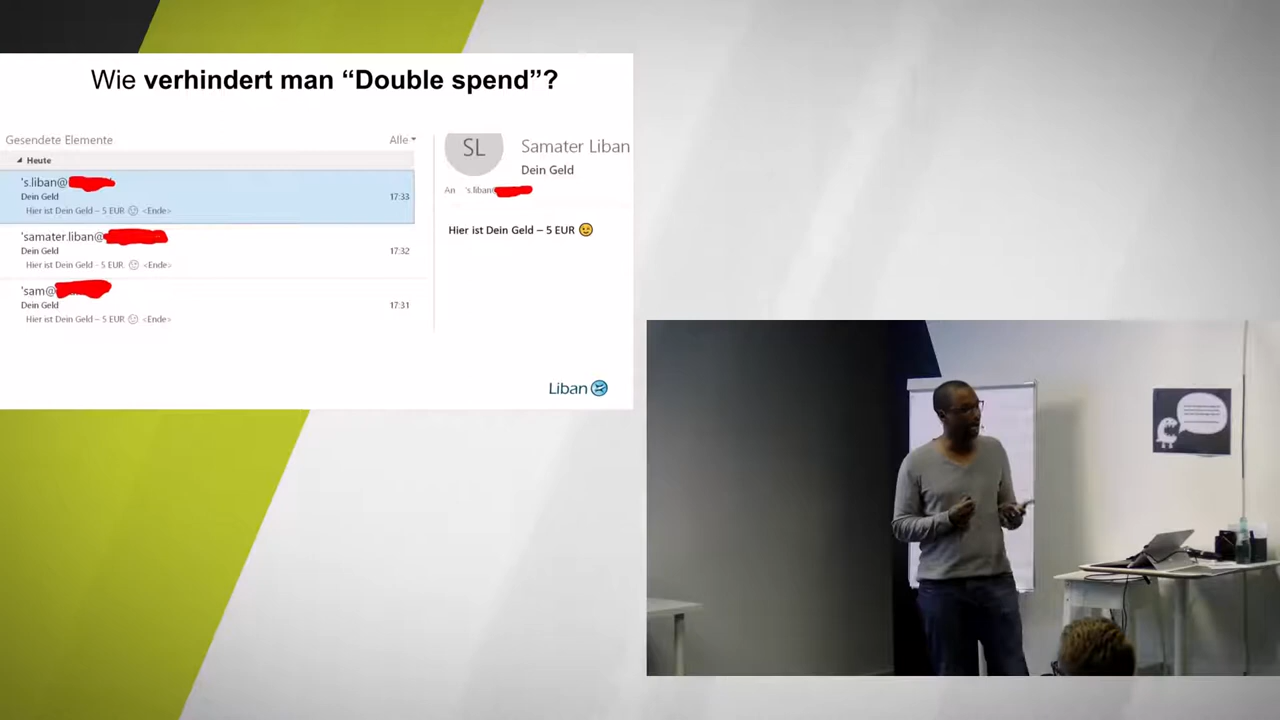 Wie verhindert man “Double spend”?
Gesendete Elemente
Alle
Heute
's.liban@
Dein Geld
17:33
Hier ist Dein Geld – 5 EUR 🙂 <Ende>
'samater.liban@
Dein Geld
17:32
Hier ist Dein Geld - 5 EUR 🙂 <Ende>
'sam@
Dein Geld
17:31
Hier ist Dein Geld – 5 EUR 🙂 <Ende>
SL
Samater Liban
Dein Geld
An 's.liban@
Hier ist Dein Geld – 5 EUR 😉
Liban